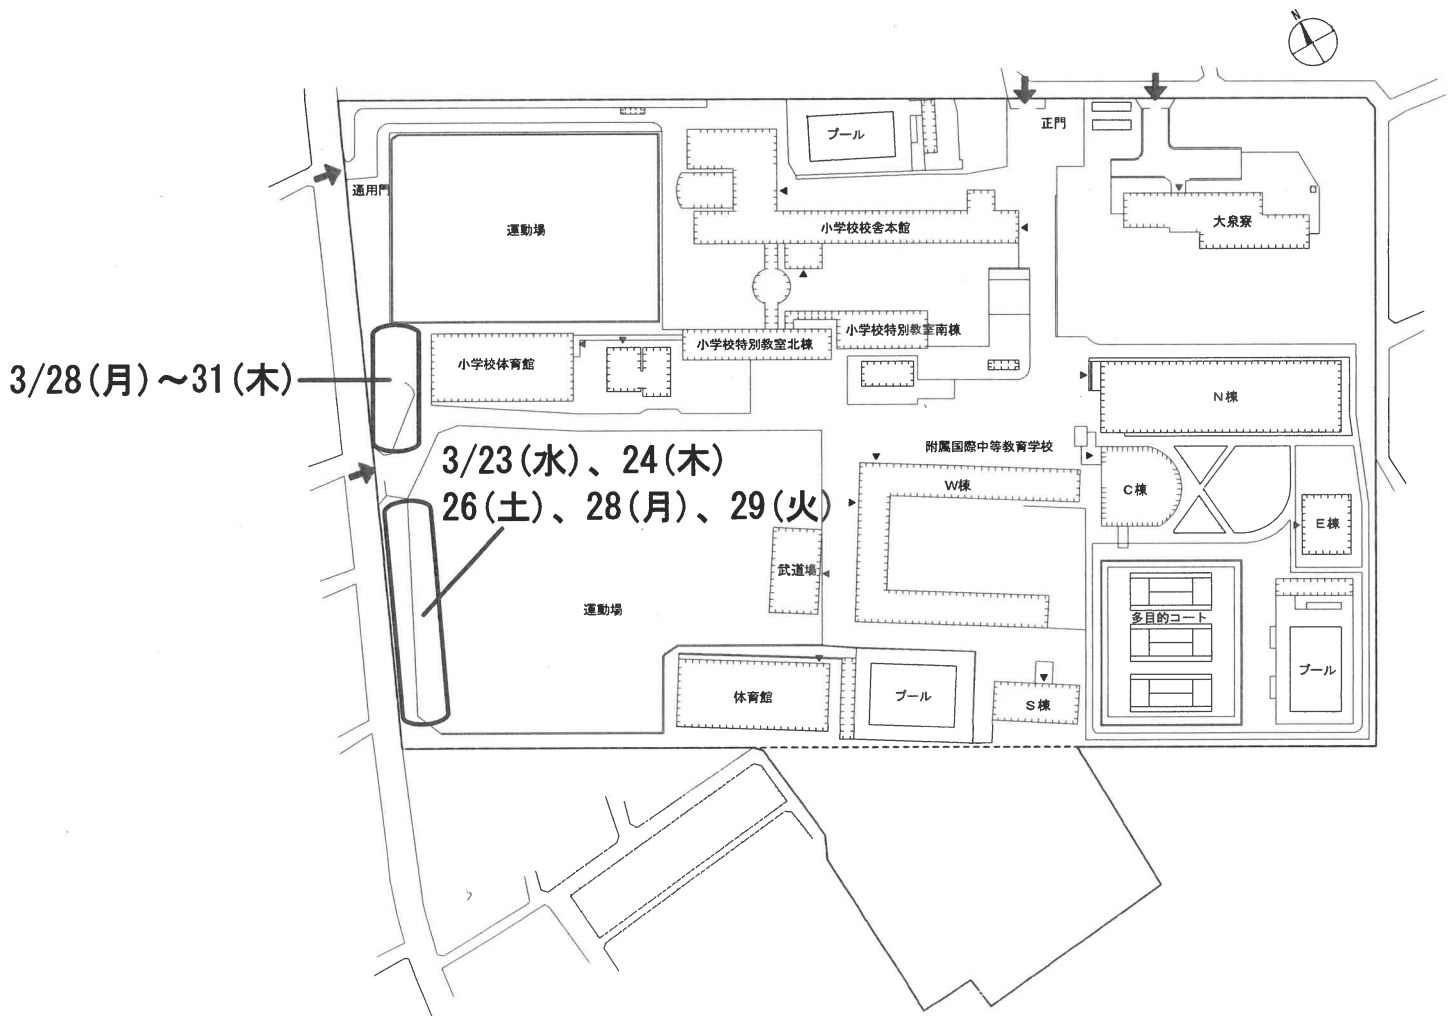 N
正門
プール
通用門
運動場
小学校校舎本館
大泉寮
小学校特別教室南棟
小学校特別教室北棟
小学校体育館
3/28(月)～31(木)
N棟
附属国際中等教育学校
3/23(水)、24(木)
26(土)、28(月)、29(火)
W棟
C棟
E棟
武道場
運動場
多目的コート
プール
体育館
プール
S棟